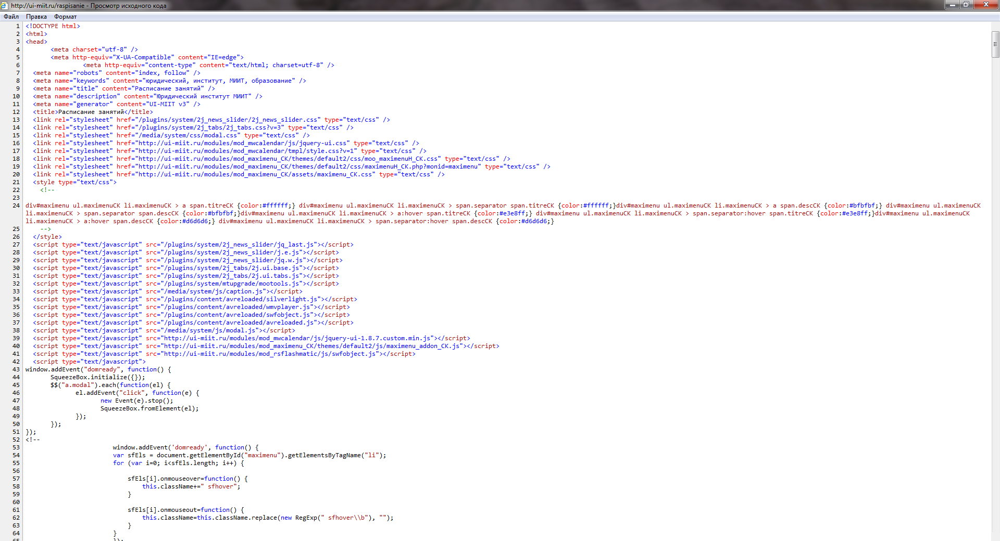 http://ui-miit.ru/raspisanie - Просмотр исходного кода
Файл Правка Формат
1 <!DOCTYPE html>
2 <html>
3 <head>
4 <meta charset="utf-8" />
5 <meta http-equiv="X-UA-Compatible" content="IE=edge">
6 <meta http-equiv="content-type" content="text/html; charset=utf-8" />
7 <meta name="robots" content="index, follow" />
8 <meta name="keywords" content="юридический, институт, МИИТ, образование" />
9 <meta name="title" content="Расписание занятий" />
10 <meta name="description" content="Юридический институт МИИТ" />
11 <meta name="generator" content="UI-MIIT v3" />
12 <title>Расписание занятий</title>
13 <link rel="stylesheet" href="/plugins/system/2j_news_slider/2j_news_slider.css" type="text/css" />
14 <link rel="stylesheet" href="/plugins/system/2j_tabs/2j_tabs.css?v=3" type="text/css" />
15 <link rel="stylesheet" href="/media/system/css/modal.css" type="text/css" />
16 <link rel="stylesheet" href="http://ui-miit.ru/modules/mod_mwcalendar/js/jquery-ui.css" type="text/css" />
17 <link rel="stylesheet" href="http://ui-miit.ru/modules/mod_mwcalendar/tmpl/style.css?v=1" type="text/css" />
18 <link rel="stylesheet" href="http://ui-miit.ru/modules/mod_maximenu_CK/themes/default2/css/moo_maximenuH_CK.css" type="text/css" />
19 <link rel="stylesheet" href="http://ui-miit.ru/modules/mod_maximenu_CK/themes/default2/css/maximenuH_CK.php?monid=maximenu" type="text/css" />
20 <link rel="stylesheet" href="http://ui-miit.ru/modules/mod_maximenu_CK/assets/maximenu_CK.css" type="text/css" />
21 <style type="text/css">
22 <!--
23
24 div#maximenu ul.maximenuCK li.maximenuCK > a span.titreCK {color:#ffffff;} div#maximenu ul.maximenuCK li.maximenuCK > span.separator span.titreCK {color:#ffffff;}div#maximenu ul.maximenuCK li.maximenuCK > a span.descCK {color:#bfbfbf;} div#maximenu ul.maximenuCK
li.maximenuCK > span.separator span.descCK {color:#bfbfbf;}div#maximenu ul.maximenuCK li.maximenuCK > a:hover span.titreCK {color:#e3e8ff;} div#maximenu ul.maximenuCK li.maximenuCK > span.separator:hover span.titreCK {color:#e3e8ff;}div#maximenu ul.maximenuCK
li.maximenuCK > a:hover span.descCK {color:#d6d6d6;} div#maximenu ul.maximenuCK li.maximenuCK > span.separator:hover span.descCK {color:#d6d6d6;}
25 -->
26 </style>
27 <script type="text/javascript" src="/plugins/system/2j_news_slider/jq_last.js"></script>
28 <script type="text/javascript" src="/plugins/system/2j_news_slider/j.e.js"></script>
29 <script type="text/javascript" src="/plugins/system/2j_news_slider/jq.w.js"></script>
30 <script type="text/javascript" src="/plugins/system/2j_tabs/2j.ui.base.js"></script>
31 <script type="text/javascript" src="/plugins/system/2j_tabs/2j.ui.tabs.js"></script>
32 <script type="text/javascript" src="/plugins/system/mtupgrade/mootools.js"></script>
33 <script type="text/javascript" src="/media/system/js/caption.js"></script>
34 <script type="text/javascript" src="/plugins/content/avreloaded/silverlight.js"></script>
35 <script type="text/javascript" src="/plugins/content/avreloaded/wmvplayer.js"></script>
36 <script type="text/javascript" src="/plugins/content/avreloaded/swfobject.js"></script>
37 <script type="text/javascript" src="/plugins/content/avreloaded/avreloaded.js"></script>
38 <script type="text/javascript" src="/media/system/js/modal.js"></script>
39 <script type="text/javascript" src="http://ui-miit.ru/modules/mod_mwcalendar/js/jquery-ui-1.8.7.custom.min.js"></script>
40 <script type="text/javascript" src="http://ui-miit.ru/modules/mod_maximenu_CK/themes/default2/js/maximenu_addon_CK.js"></script>
41 <script type="text/javascript" src="http://ui-miit.ru/modules/mod_rsflashmatic/js/swfobject.js"></script>
42 <script type="text/javascript">
43 window.addEvent("domready", function() {
44 SqueezeBox.initialize({});
45 $$("a.modal").each(function(el) {
46 el.addEvent("click", function(e) {
47 new Event(e).stop();
48 SqueezeBox.fromElement(el);
49 });
50 });
51 });
52 <!--
53 window.addEvent('domready', function() {
54 var sfEls = document.getElementById("maximenu").getElementsByTagName("li");
55 for (var i=0; i<sfEls.length; i++) {
56
57 sfEls[i].onmouseover=function() {
58 this.className+=" sfhover";
59 }
60
61 sfEls[i].onmouseout=function() {
62 this.className=this.className.replace(new RegExp(" sfhover\\b"), "");
63 }
64 }
65 });